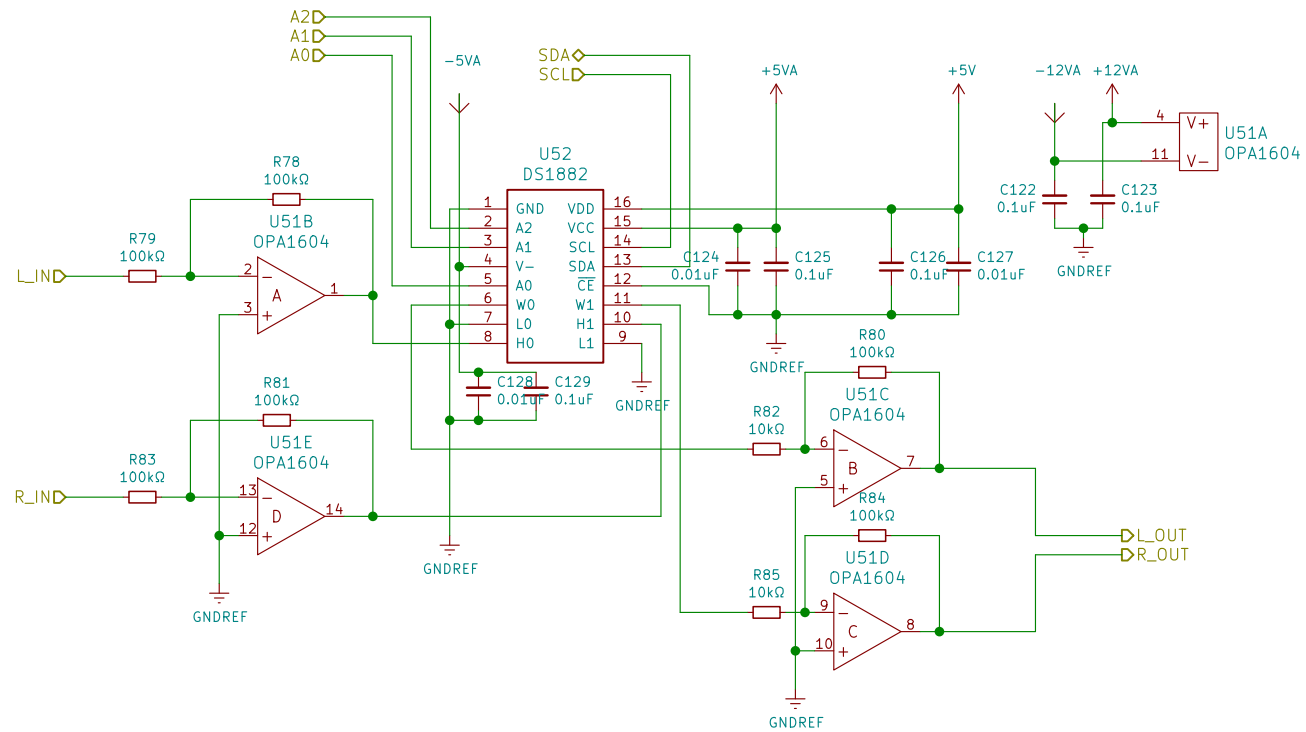 A2
A1
A0
-5VA
SDA
SCL
+5VA
+5V
-12VA
+12VA
4
V+
11
V-
U51A
OPA1604
C122
0.1uF
C123
0.1uF
GNDREF
U52
DS1882
1
GND
2
A2
3
A1
4
V-
5
A0
6
W0
7
L0
8
H0
VDD
16
VCC
15
SCL
14
SDA
13
CE
12
W1
11
H1
10
L1
9
R78
100kΩ
U51B
OPA1604
R79
100kΩ
L_IN
2
3
A
1
C124
0.01uF
C125
0.1uF
C126
0.1uF
C127
0.01uF
GNDREF
GNDREF
C128
0.01uF
C129
0.1uF
R81
100kΩ
U51E
OPA1604
R83
100kΩ
R_IN
13
12
D
14
GNDREF
GNDREF
R80
100kΩ
U51C
OPA1604
R82
10kΩ
6
5
B
7
R84
100kΩ
U51D
OPA1604
R85
10kΩ
9
10
C
8
L_OUT
R_OUT
GNDREF